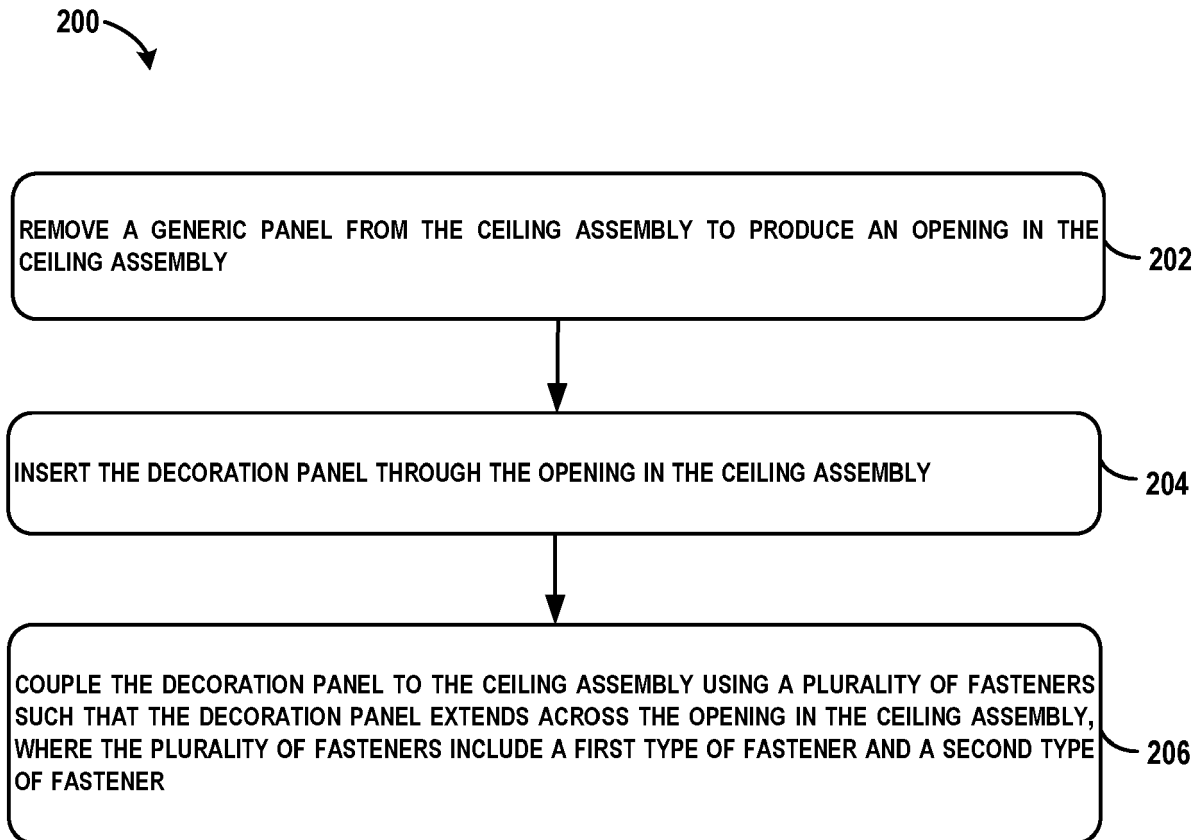 200
REMOVE A GENERIC PANEL FROM THE CEILING ASSEMBLY TO PRODUCE AN OPENING IN THE
CEILING ASSEMBLY
202
INSERT THE DECORATION PANEL THROUGH THE OPENING IN THE CEILING ASSEMBLY
204
COUPLE THE DECORATION PANEL TO THE CEILING ASSEMBLY USING A PLURALITY OF FASTENERS
SUCH THAT THE DECORATION PANEL EXTENDS ACROSS THE OPENING IN THE CEILING ASSEMBLY,
WHERE THE PLURALITY OF FASTENERS INCLUDE A FIRST TYPE OF FASTENER AND A SECOND TYPE
OF FASTENER
206